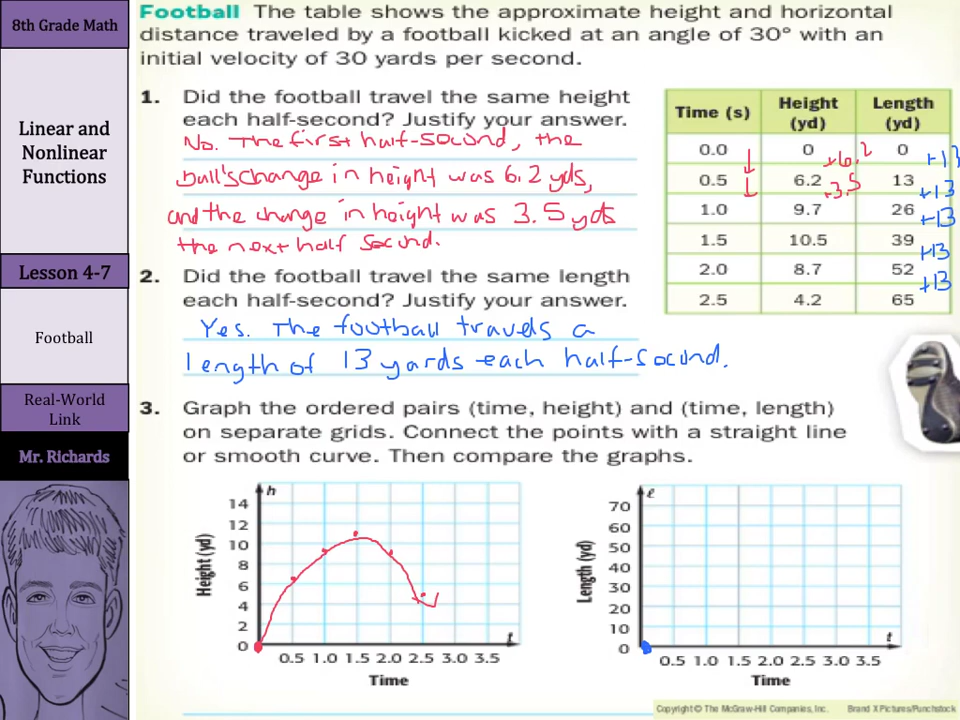 8th Grade Math
Linear and
Nonlinear
Functions
Lesson 4-7
Football
Real-World
Link
Mr. Richards
Football The table shows the approximate height and horizontal
distance traveled by a football kicked at an angle of 30° with an
initial velocity of 30 yards per second.
1. Did the football travel the same height
each half-second? Justify your answer.
No. The first half-second, the
ball's change in height was 6.2 yds,
and the change in height was 3.5 yds
the next half second.
2. Did the football travel the same length
each half-second? Justify your answer.
Yes. The football travels a
length of 13 yards each half-second.
Time (s) Height (yd) Length (yd)
0.0 0 0
+6.2 +13
0.5 6.2 13
+3.5 +13
1.0 9.7 26
+13
1.5 10.5 39
+13
2.0 8.7 52
+13
2.5 4.2 65
3. Graph the ordered pairs (time, height) and (time, length)
on separate grids. Connect the points with a straight line
or smooth curve. Then compare the graphs.
h
14
12
10
8
6
4
2
0
Height (yd)
t
0.5 1.0 1.5 2.0 2.5 3.0 3.5
Time
ℓ
70
60
50
40
30
20
10
0
Length (yd)
t
0.5 1.0 1.5 2.0 2.5 3.0 3.5
Time
Copyright © The McGraw-Hill Companies, Inc. Brand X Pictures/Punchstock